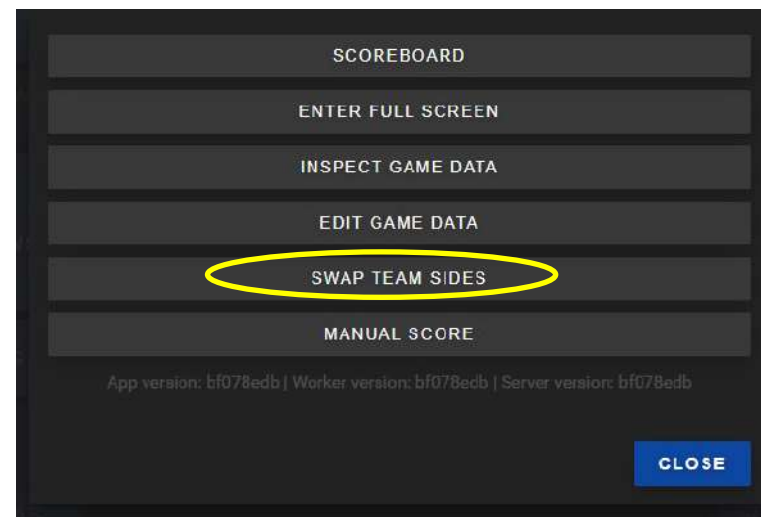 SCOREBOARD
ENTER FULL SCREEN
INSPECT GAME DATA
EDIT GAME DATA
SWAP TEAM SIDES
MANUAL SCORE
App version: bf078edb | Worker version: bf078edb | Server version: bf078edb
CLOSE